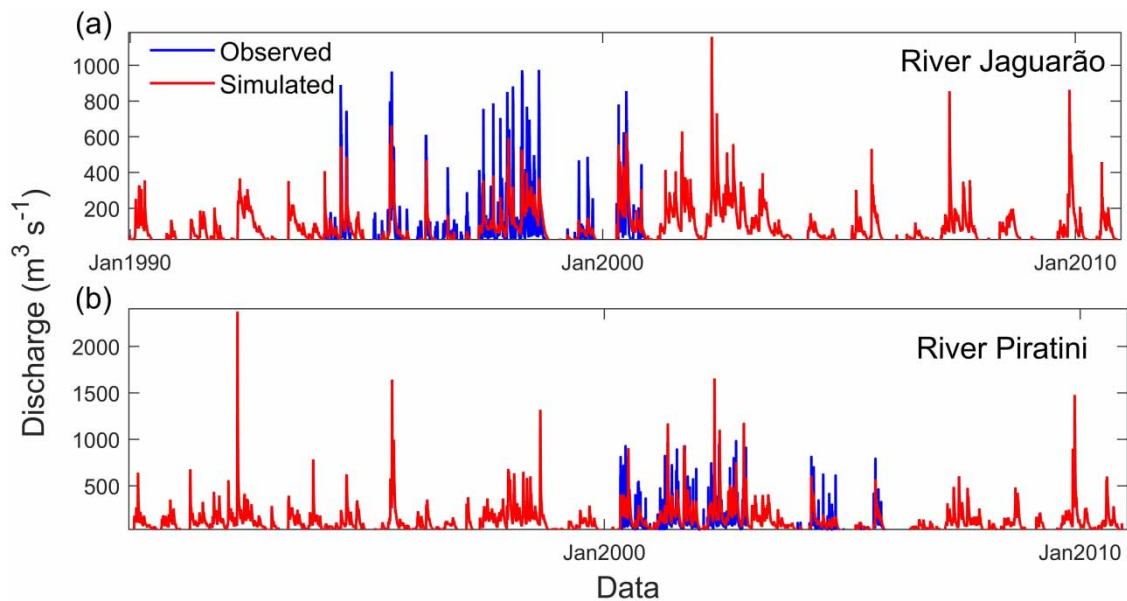 (a)
Observed
Simulated
River Jaguarão
1000
800
600
400
200
Jan1990
Jan2000
Jan2010
Discharge (m³ s⁻¹)
(b)
River Piratini
2000
1500
1000
500
Jan2000
Jan2010
Data